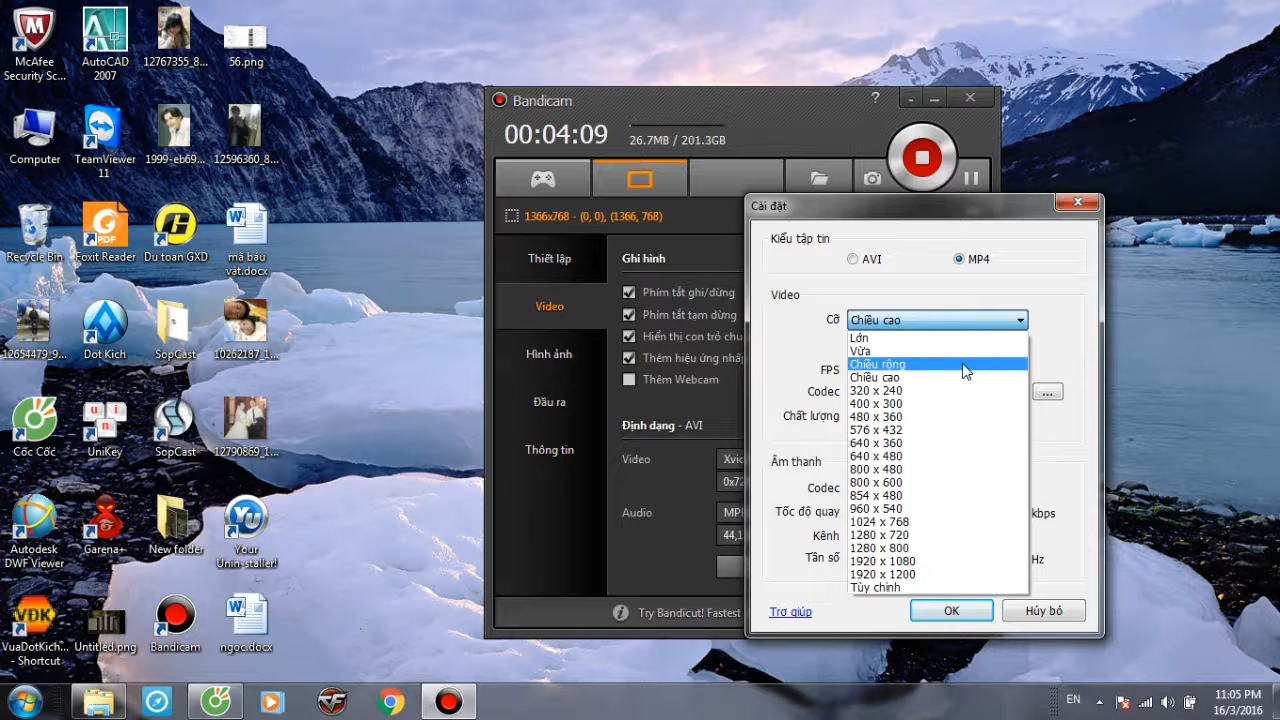 McAfee
Security Sc...
AutoCAD
2007
12767355_8...
56.png
Computer
TeamViewer
11
1999-eb69...
12596360_8...
Recycle Bin
Foxit Reader
PDF
Du toan GXD
mã báu
vật.docx
12654479_9...
Dot Kich
SopCast
10262187_1...
Cốc Cốc
UniKey
SopCast
12790869_1...
Autodesk
DWF Viewer
Garena+
New folder
Your
Unin-staller!
VuaDotKich...
- Shortcut
Untitled.png
Bandicam
ngoc.docx
Bandicam
?
00:04:09
26.7MB / 201.3GB
1366x768 - (0, 0), (1366, 768)
Thiết lập
Video
Hình ảnh
Đầu ra
Thông tin
Ghi hình
Phím tắt ghi/dừng
Phím tắt tạm dừng
Hiển thị con trỏ chu
Thêm hiệu ứng nhấp
Thêm Webcam
Định dạng - AVI
Video
Xvid
0x72
Audio
44,1
Try Bandicut! Fastest
Cài đặt
Kiểu tập tin
AVI
MP4
Video
Cỡ
Chiều cao
Lớn
Vừa
Chiều rộng
Chiều cao
320 x 240
400 x 300
480 x 360
576 x 432
640 x 360
640 x 480
800 x 480
800 x 600
854 x 480
960 x 540
1024 x 768
1280 x 720
1280 x 800
1920 x 1080
1920 x 1200
Tùy chỉnh
FPS
Codec
...
Chất lượng
Âm thanh
Codec
Tốc độ quay
kbps
Kênh
Tần số
Hz
Trợ giúp
OK
Hủy bỏ
EN
11:05 PM
16/3/2016